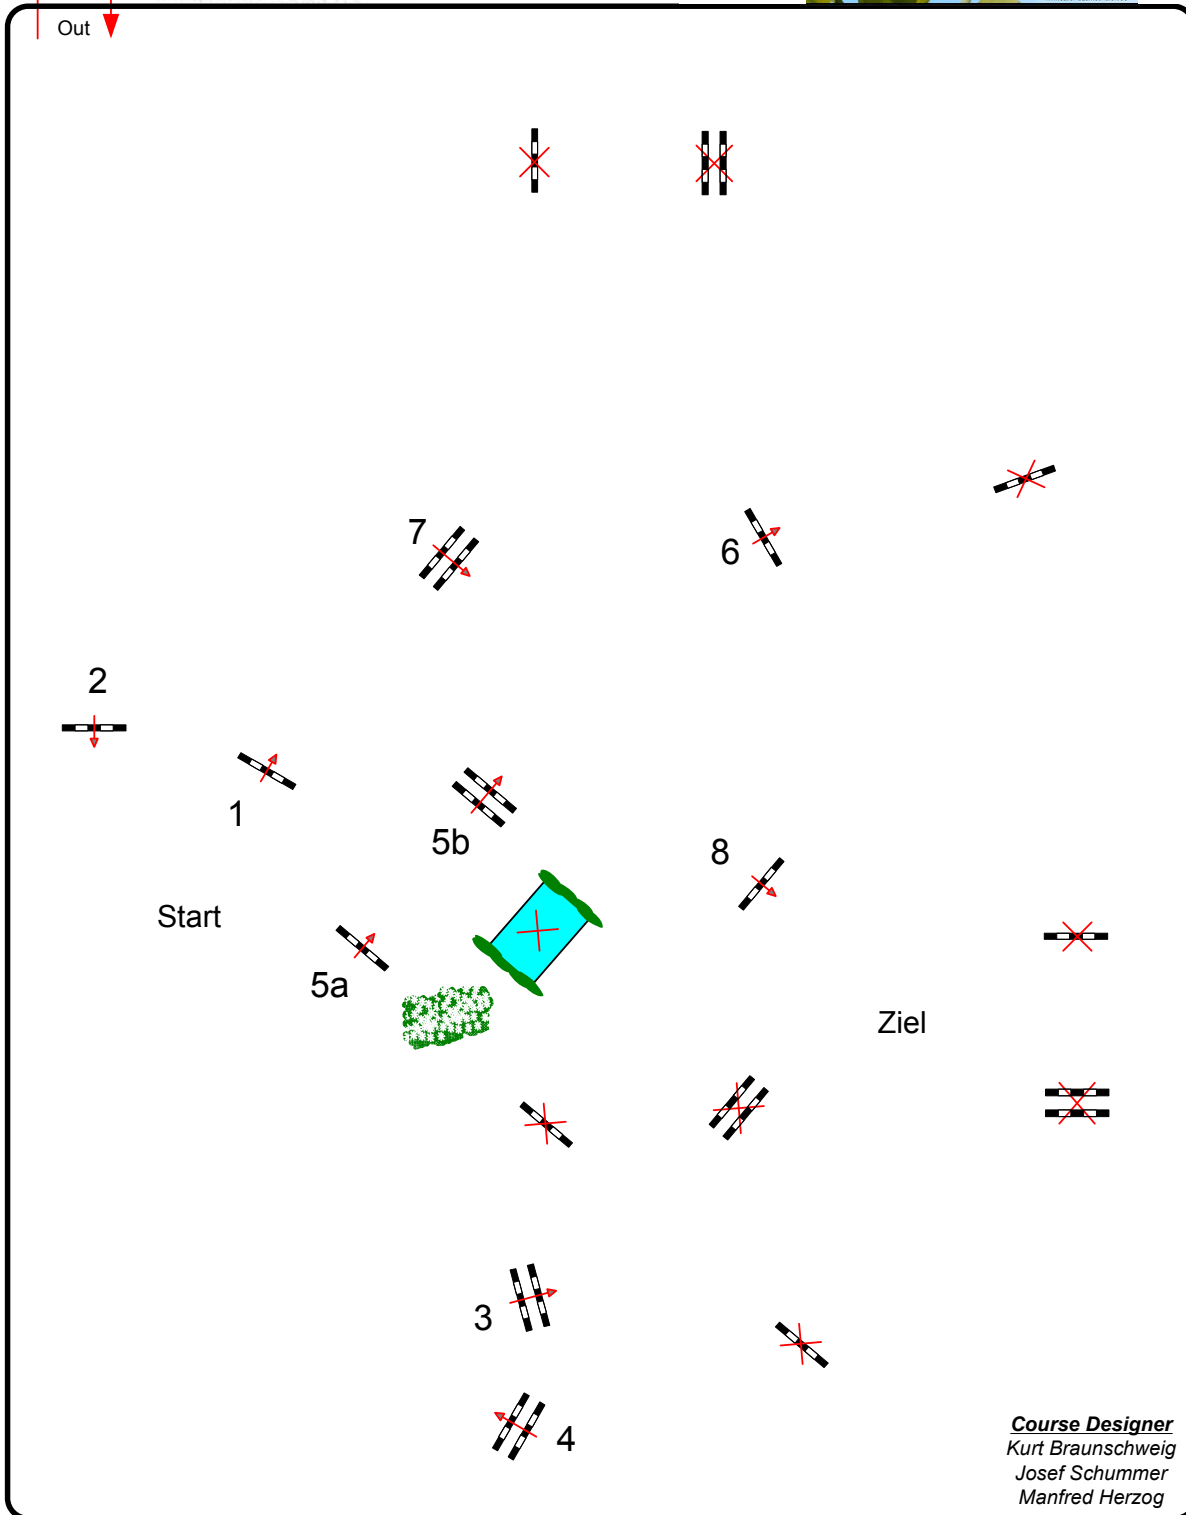 Out
7
6
2
1
5b
8
Start
5a
Ziel
3
4
Course Designer
Kurt Braunschweig
Josef Schummer
Manfred Herzog